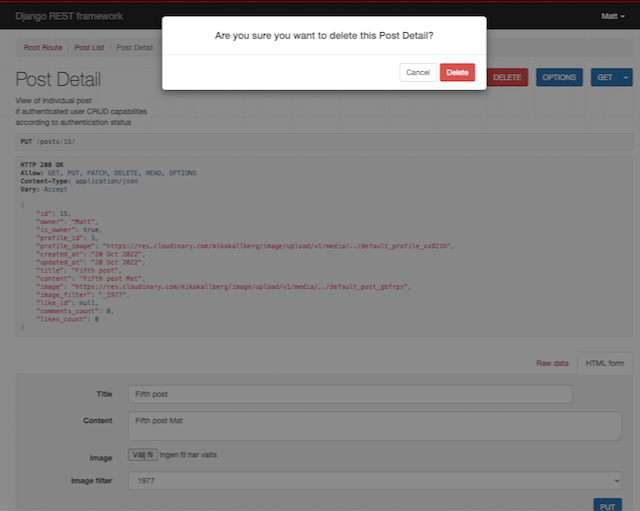 Django REST framework
Matt
Are you sure you want to delete this Post Detail?
Cancel
Delete
Root Route / Post List / Post Detail
Post Detail
DELETE
OPTIONS
GET
View of individual post
if authenticated user CRUD capabilites
according to authentication status
PUT /posts/15/
HTTP 200 OK
Allow: GET, PUT, PATCH, DELETE, HEAD, OPTIONS
Content-Type: application/json
Vary: Accept
{
"id": 15,
"owner": "Matt",
"is_owner": true,
"profile_id": 3,
"profile_image": "https://res.cloudinary.com/mikakallberg/image/upload/v1/media/../default_profile_xx821h",
"created_at": "20 Oct 2022",
"updated_at": "20 Oct 2022",
"title": "Fifth post",
"content": "Fifth post Mat",
"image": "https://res.cloudinary.com/mikakallberg/image/upload/v1/media/../default_post_gbfrps",
"image_filter": "_1977",
"like_id": null,
"comments_count": 0,
"likes_count": 0
}
Raw data
HTML form
Title
Fifth post
Content
Fifth post Mat
Image
Välj fil
Ingen fil har valts
Image filter
1977
PUT